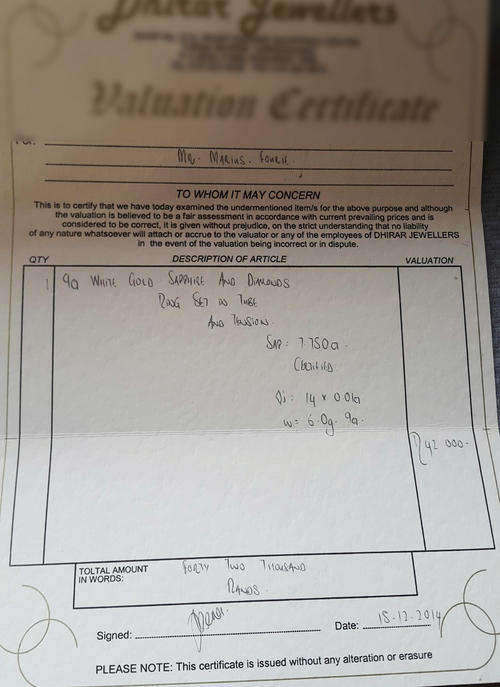 Dhirar Jewellers
Valuation Certificate
Mr. Marius. Fourie.
TO WHOM IT MAY CONCERN
This is to certify that we have today examined the undermentioned item/s for the above purpose and although
the valuation is believed to be a fair assessment in accordance with current prevailing prices and is
considered to be correct, it is given without prejudice, on the strict understanding that no liability
of any nature whatsoever will attach or accrue to the valuator or any of the employees of DHIRAR JEWELLERS
in the event of the valuation being incorrect or in dispute.
QTY DESCRIPTION OF ARTICLE VALUATION
1 9ct White Gold Sapphire And Diamonds
Ring Set in Tube
And Tension.
Sap: 7.750ct.
Certified
Di: 14 x 0.01ct
w= 6.0g. 9ct.
R42 000-
TOLTAL AMOUNT Forty Two Thousand
IN WORDS:
Rands.
Signed: Date: 15.12.2014
PLEASE NOTE: This certificate is issued without any alteration or erasure